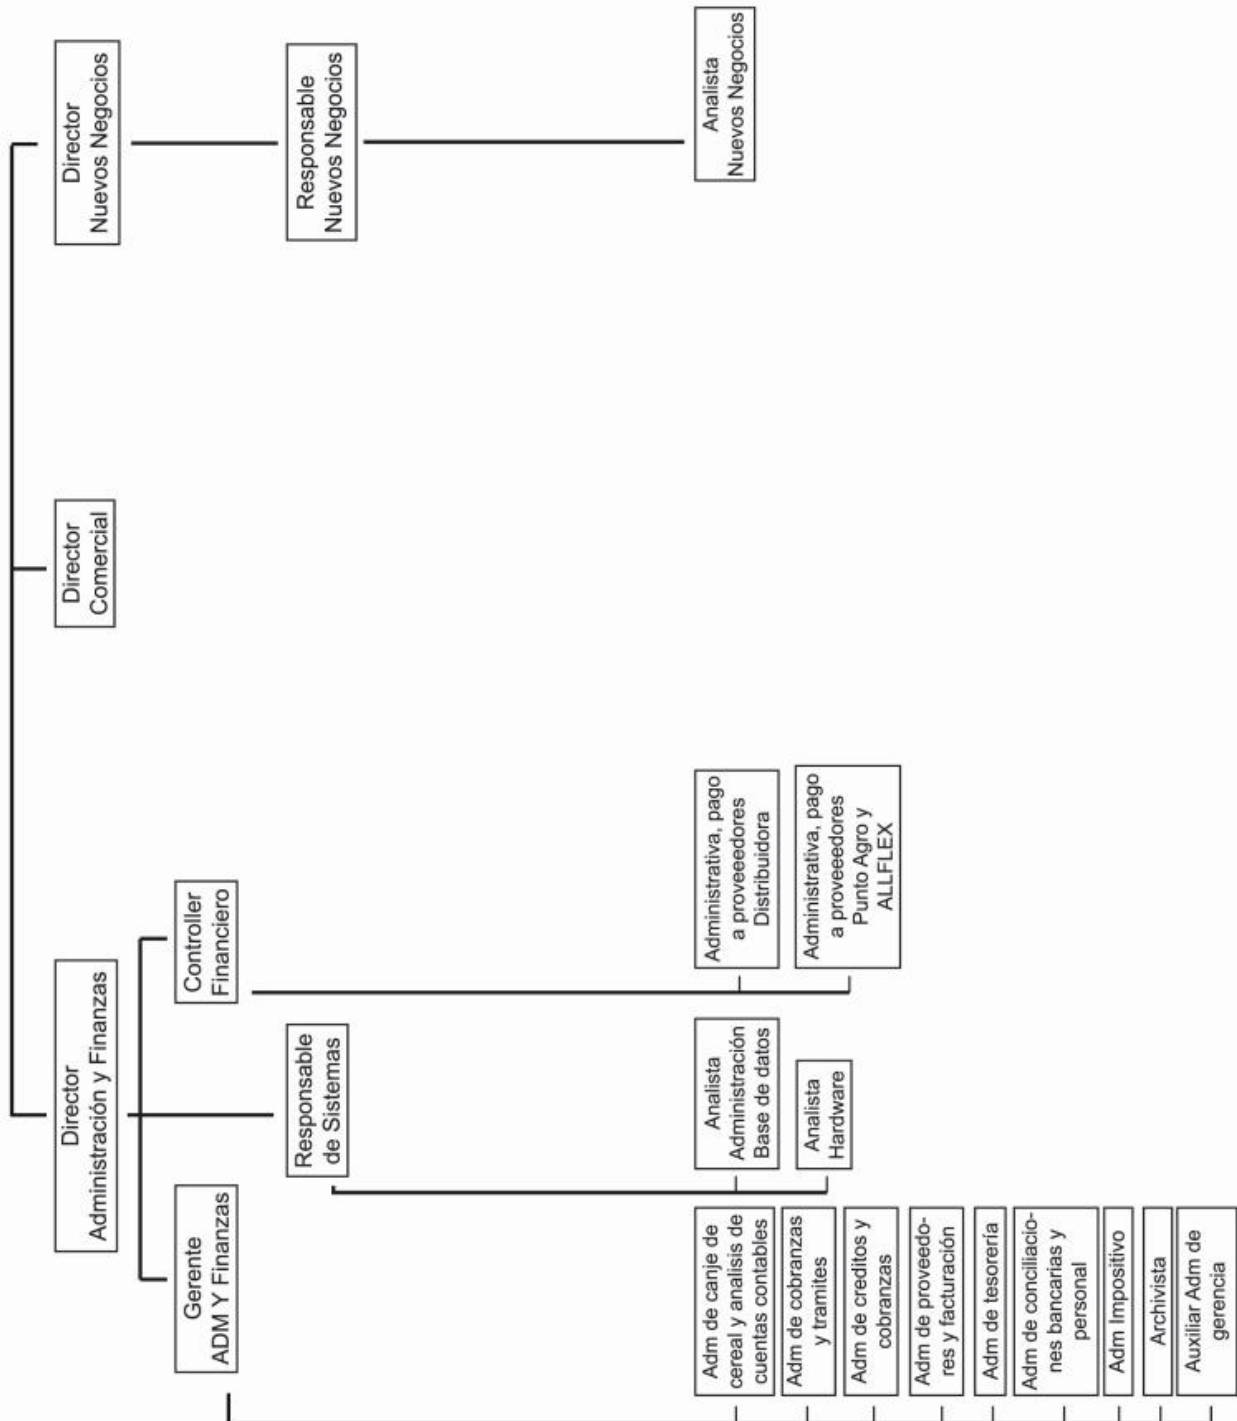 Director
Administración y Finanzas
Director
Comercial
Director
Nuevos Negocios
Gerente
ADM Y Finanzas
Controller
Financiero
Responsable
de Sistemas
Responsable
Nuevos Negocios
Adm de canje de
cereal y analisis de
cuentas contables
Adm de cobranzas
y tramites
Adm de creditos y
cobranzas
Adm de proveedo-
res y facturación
Adm de tesorería
Adm de conciliacio-
nes bancarias y
personal
Adm Impositivo
Archivista
Auxiliar Adm de
gerencia
Analista
Administración
Base de datos
Analista
Hardware
Administrativa, pago
a proveeedores
Distribuidora
Administrativa, pago
a proveedores
Punto Agro y
ALLFLEX
Analista
Nuevos Negocios